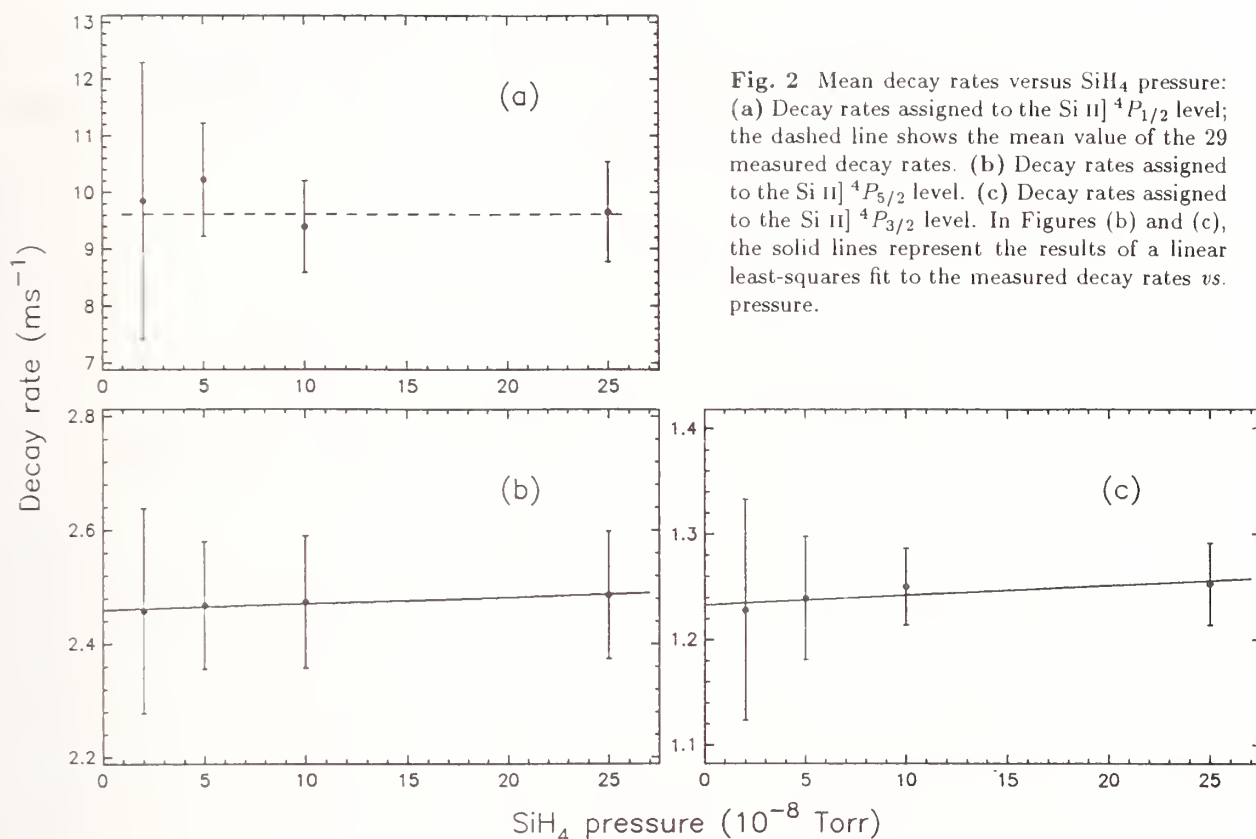 Fig. 2 Mean decay rates versus SiH₄ pressure:
(a) Decay rates assigned to the Si II] ⁴P₁/₂ level;
the dashed line shows the mean value of the 29
measured decay rates. (b) Decay rates assigned
to the Si II] ⁴P₅/₂ level. (c) Decay rates assigned
to the Si II] ⁴P₃/₂ level. In Figures (b) and (c),
the solid lines represent the results of a linear
least-squares fit to the measured decay rates vs.
pressure.
Decay rate (ms⁻¹)
13
12
11
10
9
8
7
(a)
0 5 10 15 20 25
2.8
2.6
2.4
2.2
(b)
0 5 10 15 20 25
1.4
1.3
1.2
1.1
(c)
0 5 10 15 20 25
SiH₄ pressure (10⁻⁸ Torr)